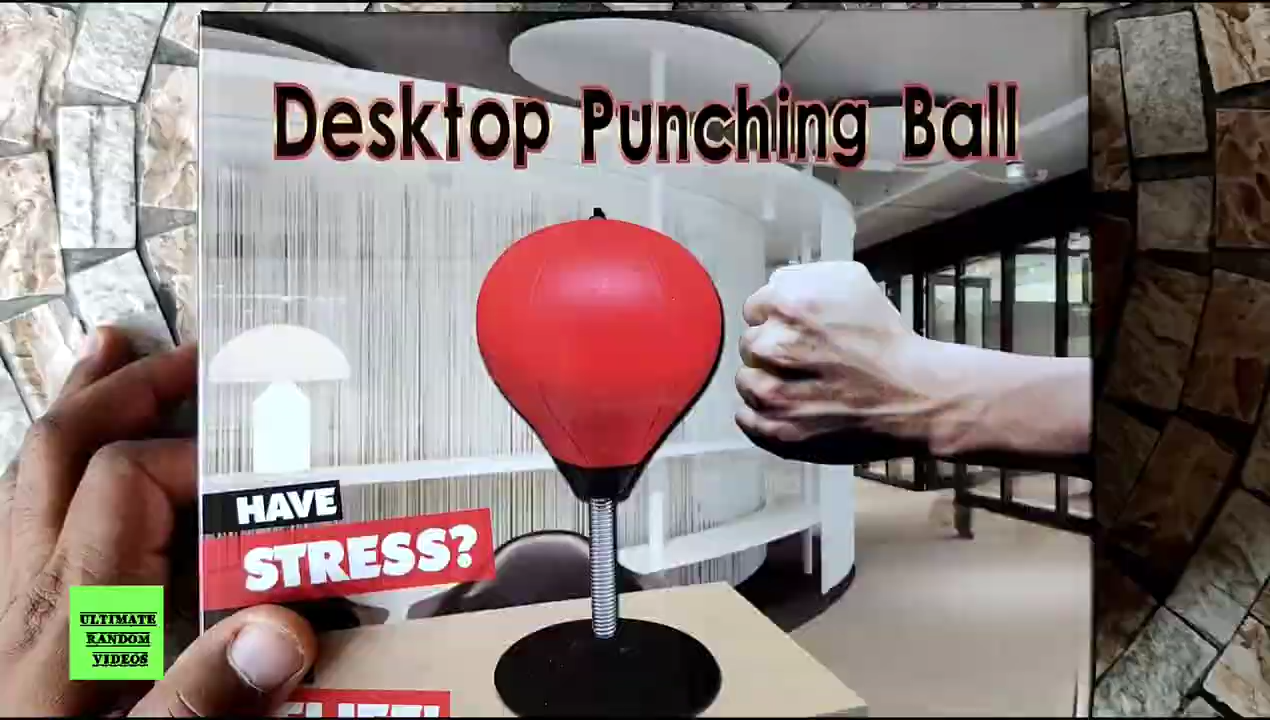 Desktop Punching Ball
HAVE
STRESS?
ULTIMATE
RANDOM
VIDEOS